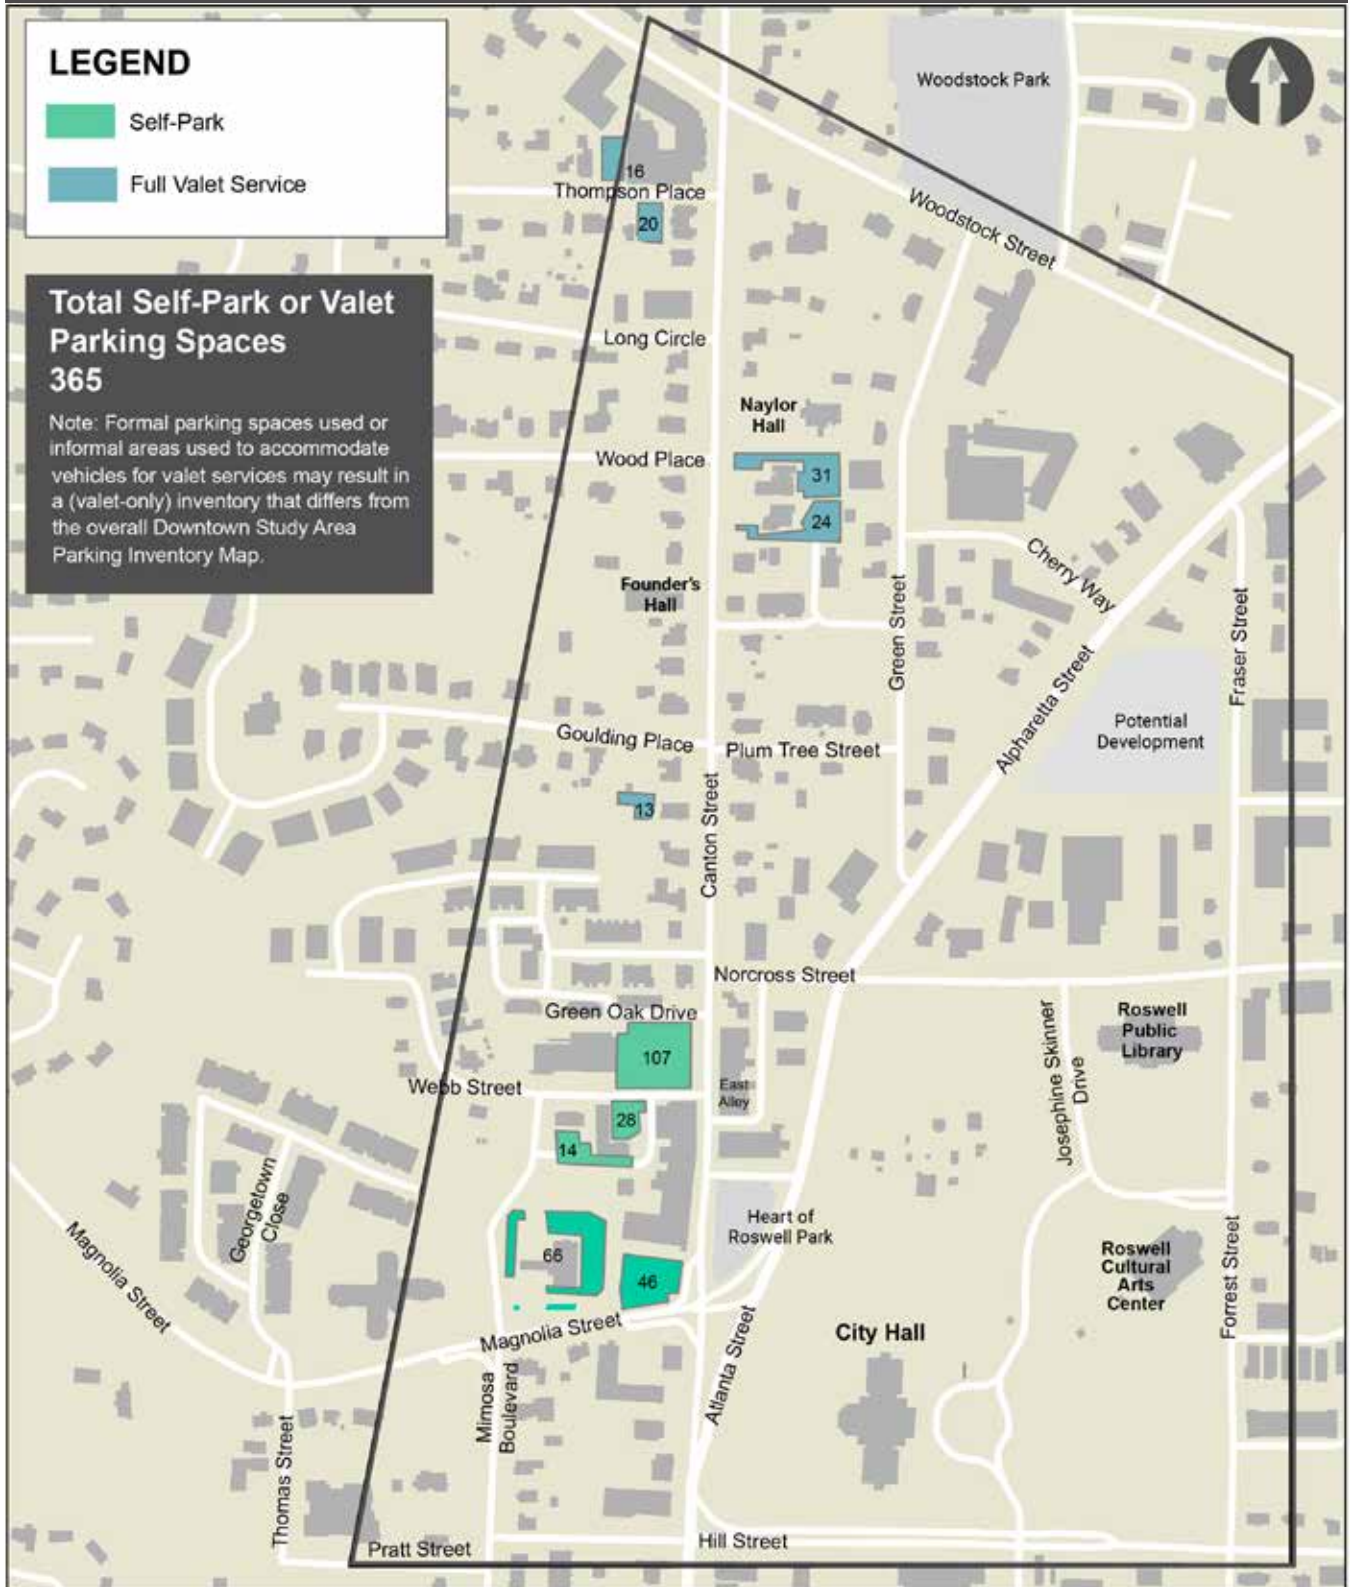 LEGEND
Self-Park
Full Valet Service
Total Self-Park or Valet
Parking Spaces
365
Note: Formal parking spaces used or
informal areas used to accommodate
vehicles for valet services may result in
a (valet-only) inventory that differs from
the overall Downtown Study Area
Parking Inventory Map.
Woodstock Park
16
Thompson Place
20
Woodstock Street
Long Circle
Naylor
Hall
Wood Place
31
24
Cherry Way
Founder's
Hall
Green Street
Fraser Street
Alpharetta Street
Potential
Development
Goulding Place
Plum Tree Street
13
Canton Street
Norcross Street
Green Oak Drive
107
Roswell
Public
Library
Josephine Skinner
Drive
Webb Street
East
Alley
28
14
Georgetown
Close
Magnolia Street
Heart of
Roswell Park
66
46
Roswell
Cultural
Arts
Center
Forrest Street
Magnolia Street
City Hall
Atlanta Street
Mimosa
Boulevard
Thomas Street
Pratt Street
Hill Street